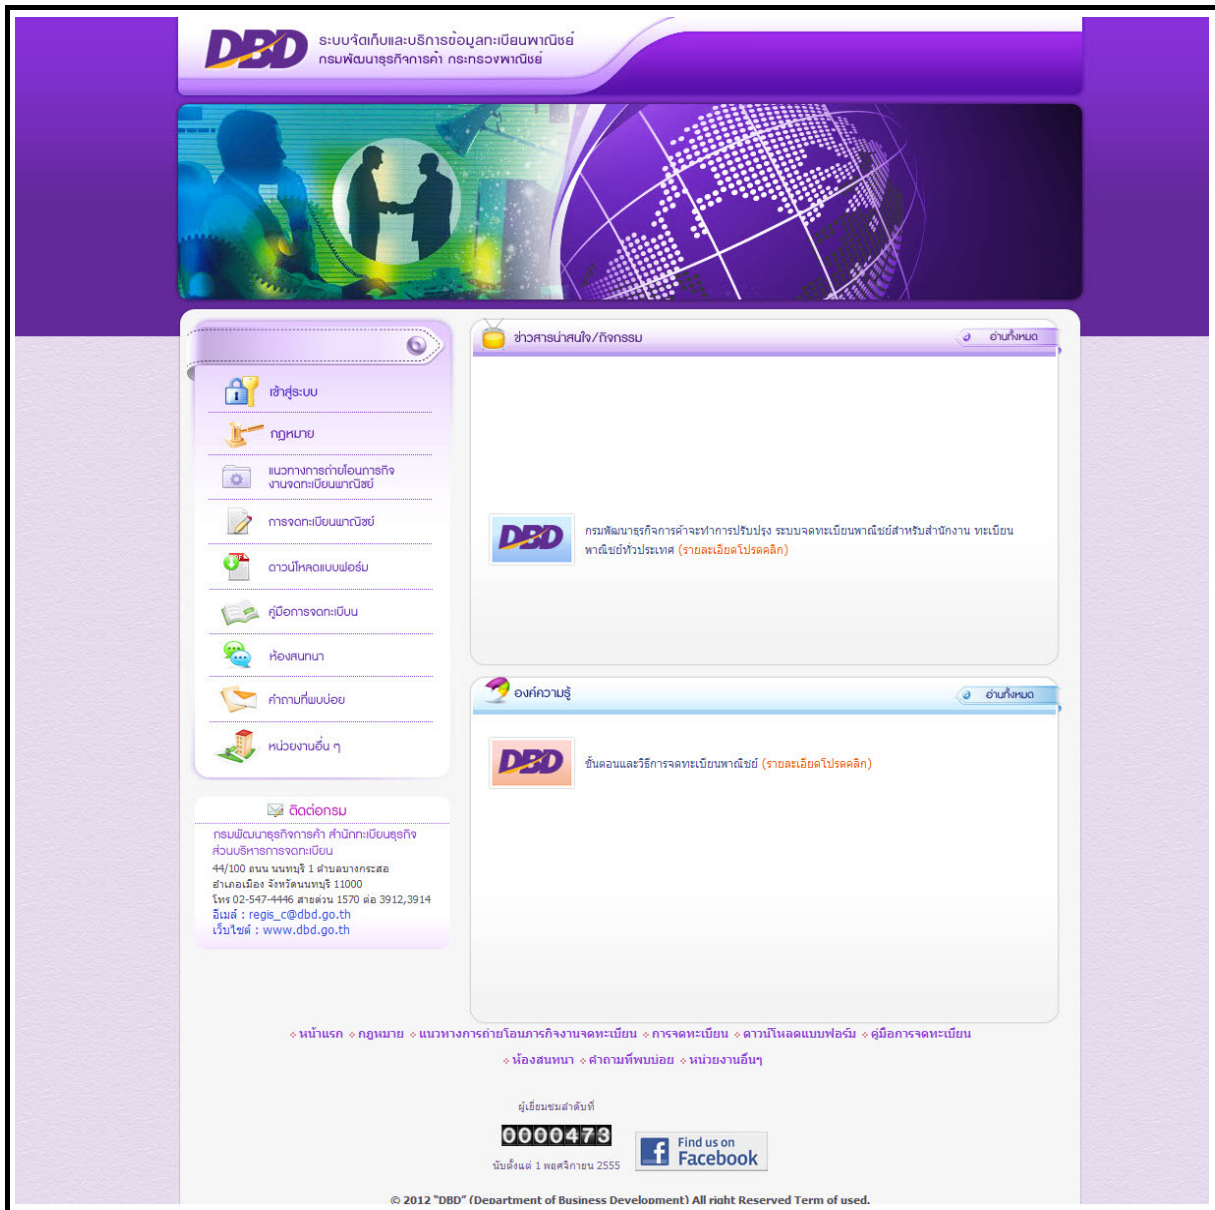 DBD
ระบบจัดเก็บและบริการข้อมูลทะเบียนพาณิชย์
กรมพัฒนาธุรกิจการค้า กระทรวงพาณิชย์
เข้าสู่ระบบ
กฎหมาย
แนวทางการถ่ายโอนภารกิจ
งานจดทะเบียนพาณิชย์
การจดทะเบียนพาณิชย์
ดาวน์โหลดแบบฟอร์ม
คู่มือการจดทะเบียน
ห้องสนทนา
คำถามที่พบบ่อย
หน่วยงานอื่น ๆ
ติดต่อกรม
กรมพัฒนาธุรกิจการค้า สำนักทะเบียนธุรกิจ
ส่วนบริหารการจดทะเบียน
44/100 ถนน นนทบุรี 1 ตำบลบางกระสอ
อำเภอเมือง จังหวัดนนทบุรี 11000
โทร 02-547-4446 สายด่วน 1570 ต่อ 3912,3914
อีเมล์ : regis_c@dbd.go.th
เว็บไซต์ : www.dbd.go.th
ข่าวสารน่าสนใจ/กิจกรรม
อ่านทั้งหมด
DBD
กรมพัฒนาธุรกิจการค้าจะทำการปรับปรุง ระบบจดทะเบียนพาณิชย์สำหรับสำนักงาน ทะเบียน
พาณิชย์ทั่วประเทศ (รายละเอียดโปรดคลิก)
องค์ความรู้
อ่านทั้งหมด
DBD
ขั้นตอนและวิธีการจดทะเบียนพาณิชย์ (รายละเอียดโปรดคลิก)
หน้าแรก กฎหมาย แนวทางการถ่ายโอนภารกิจงานจดทะเบียน การจดทะเบียน ดาวน์โหลดแบบฟอร์ม คู่มือการจดทะเบียน
ห้องสนทนา คำถามที่พบบ่อย หน่วยงานอื่นๆ
ผู้เยี่ยมชมลำดับที่
0000473
นับตั้งแต่ 1 พฤศจิกายน 2555
Find us on
Facebook
© 2012 "DBD" (Department of Business Development) All right Reserved Term of used.